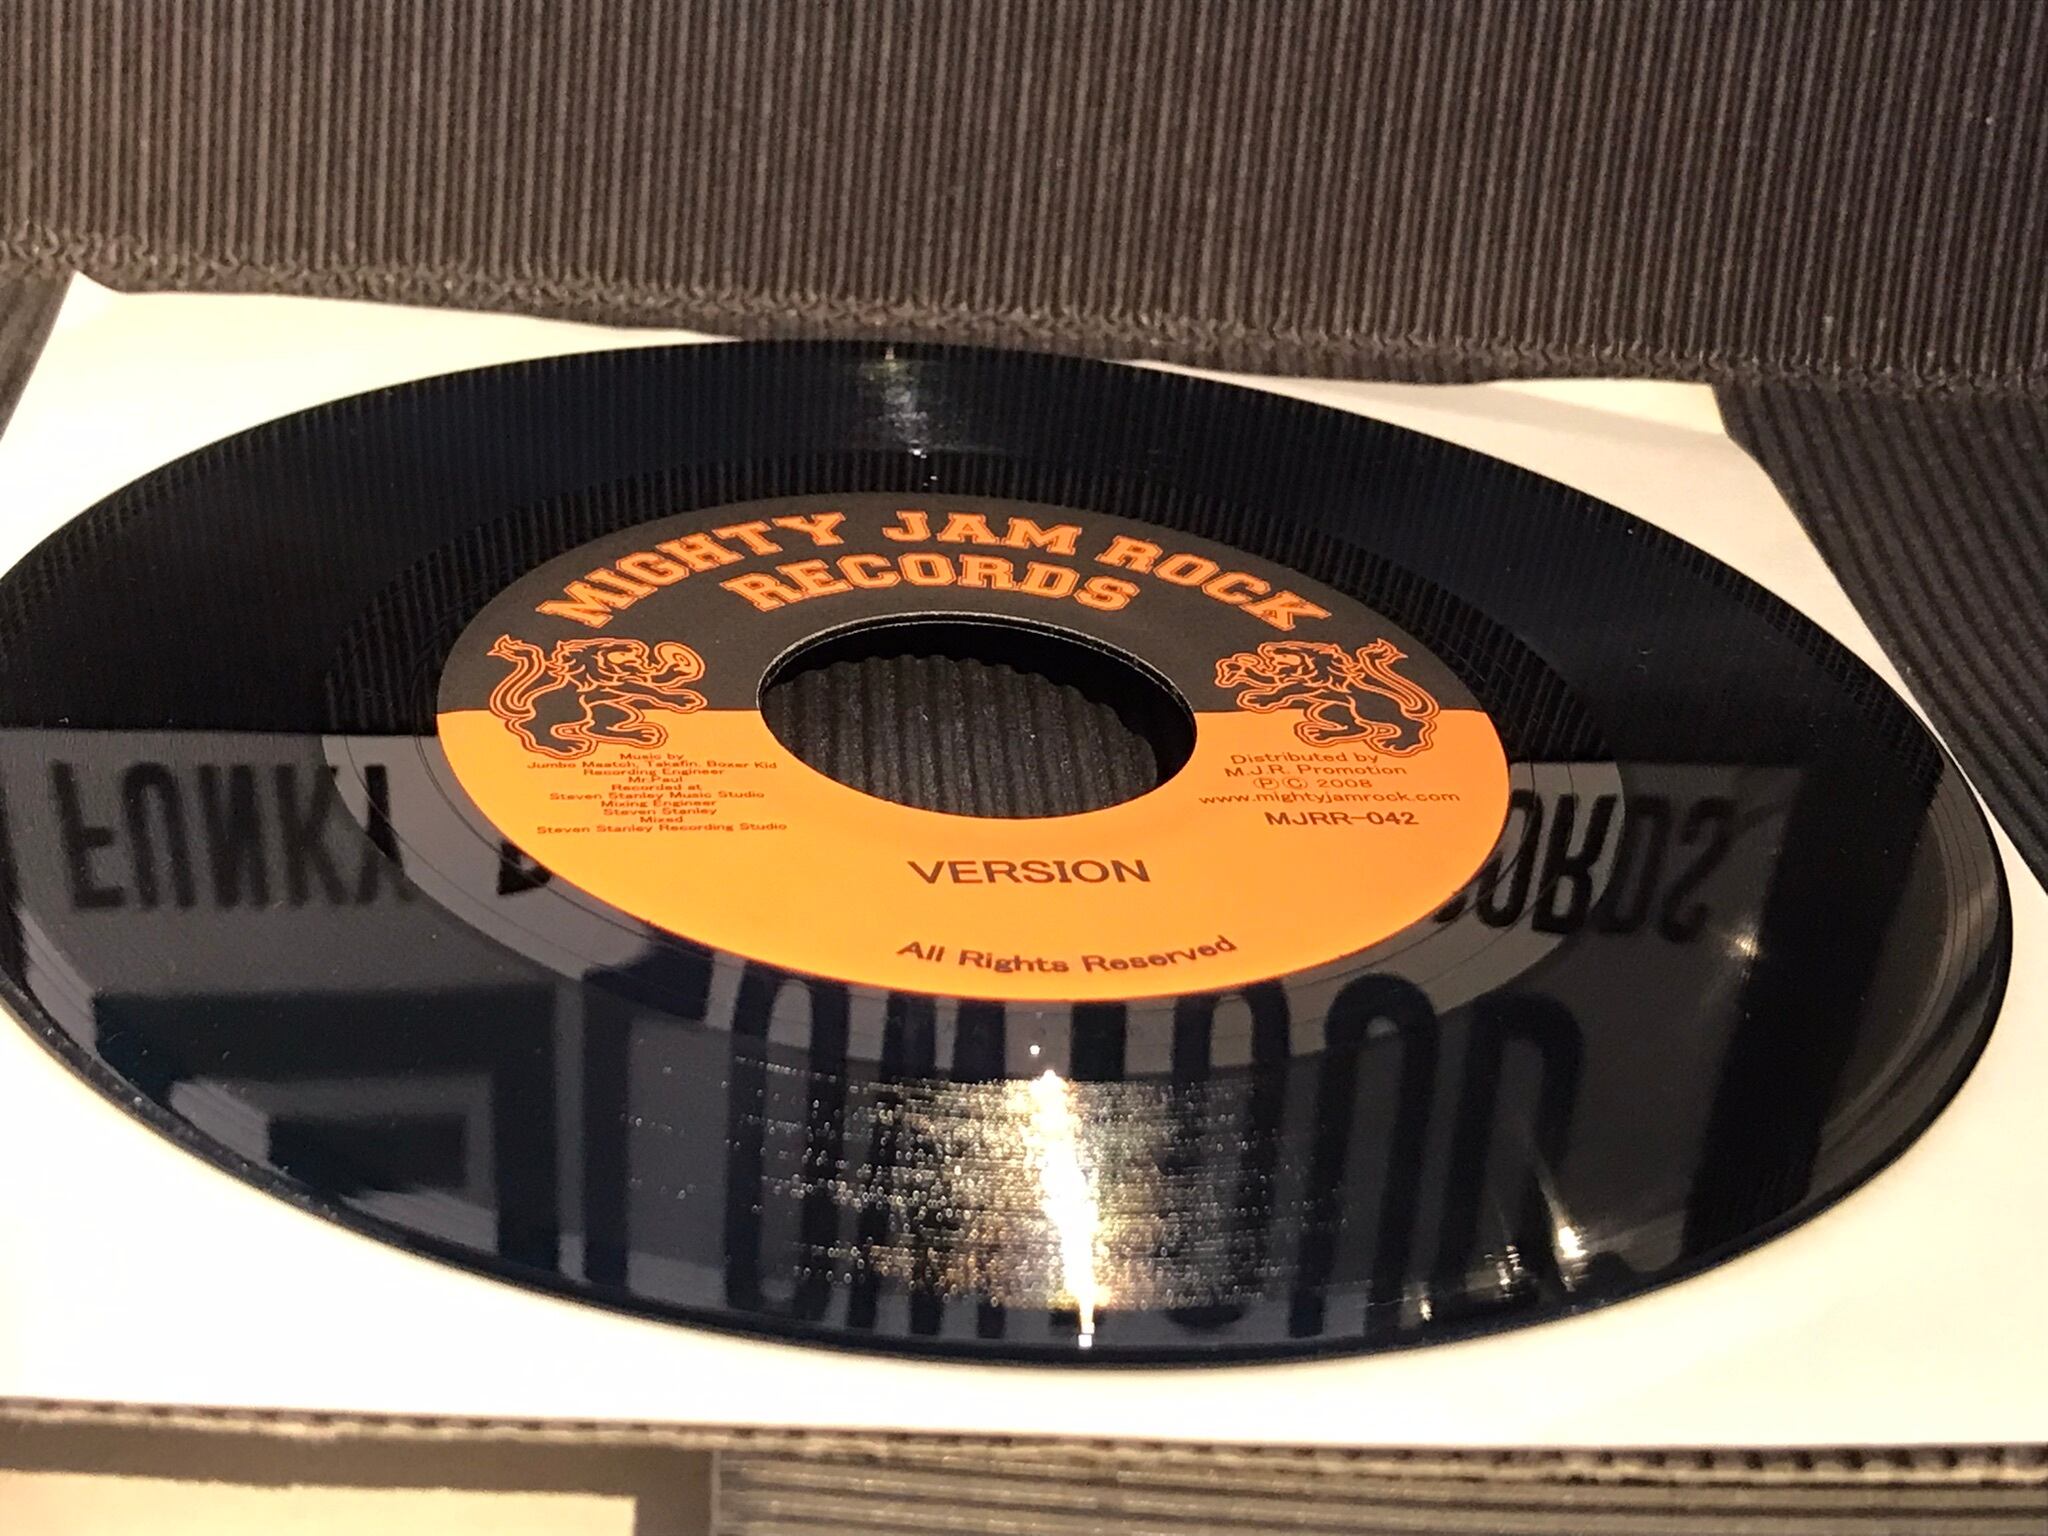 MIGHTY JAM ROCK
RECORDS
Music by
Jumbo Maatch, Takafin, Boxer Kid
Recording Engineer
Mr.Paul
Recorded at
Steven Stanley Music Studio
Mixing Engineer
Steven Stanley
Mixed
Steven Stanley Recording Studio
Distributed by
M.J.R. Promotion
Ⓟ Ⓒ 2008
www.mightyjamrock.com
MJRR-042
VERSION
All Rights Reserved
FUNKY